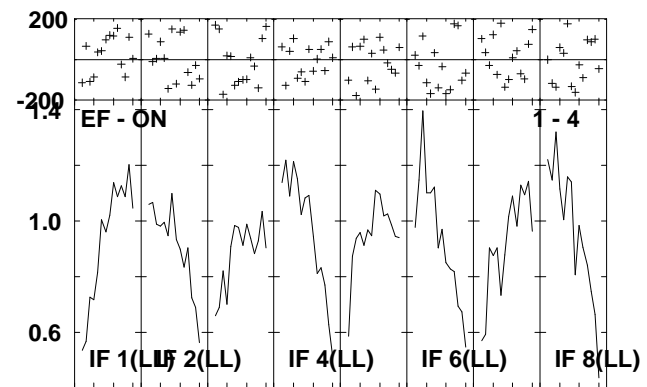 200
-200
1.4
EF - ON 1 - 4
1.0
0.6
IF 1(LL) IF 2(LL) IF 4(LL) IF 6(LL) IF 8(LL)